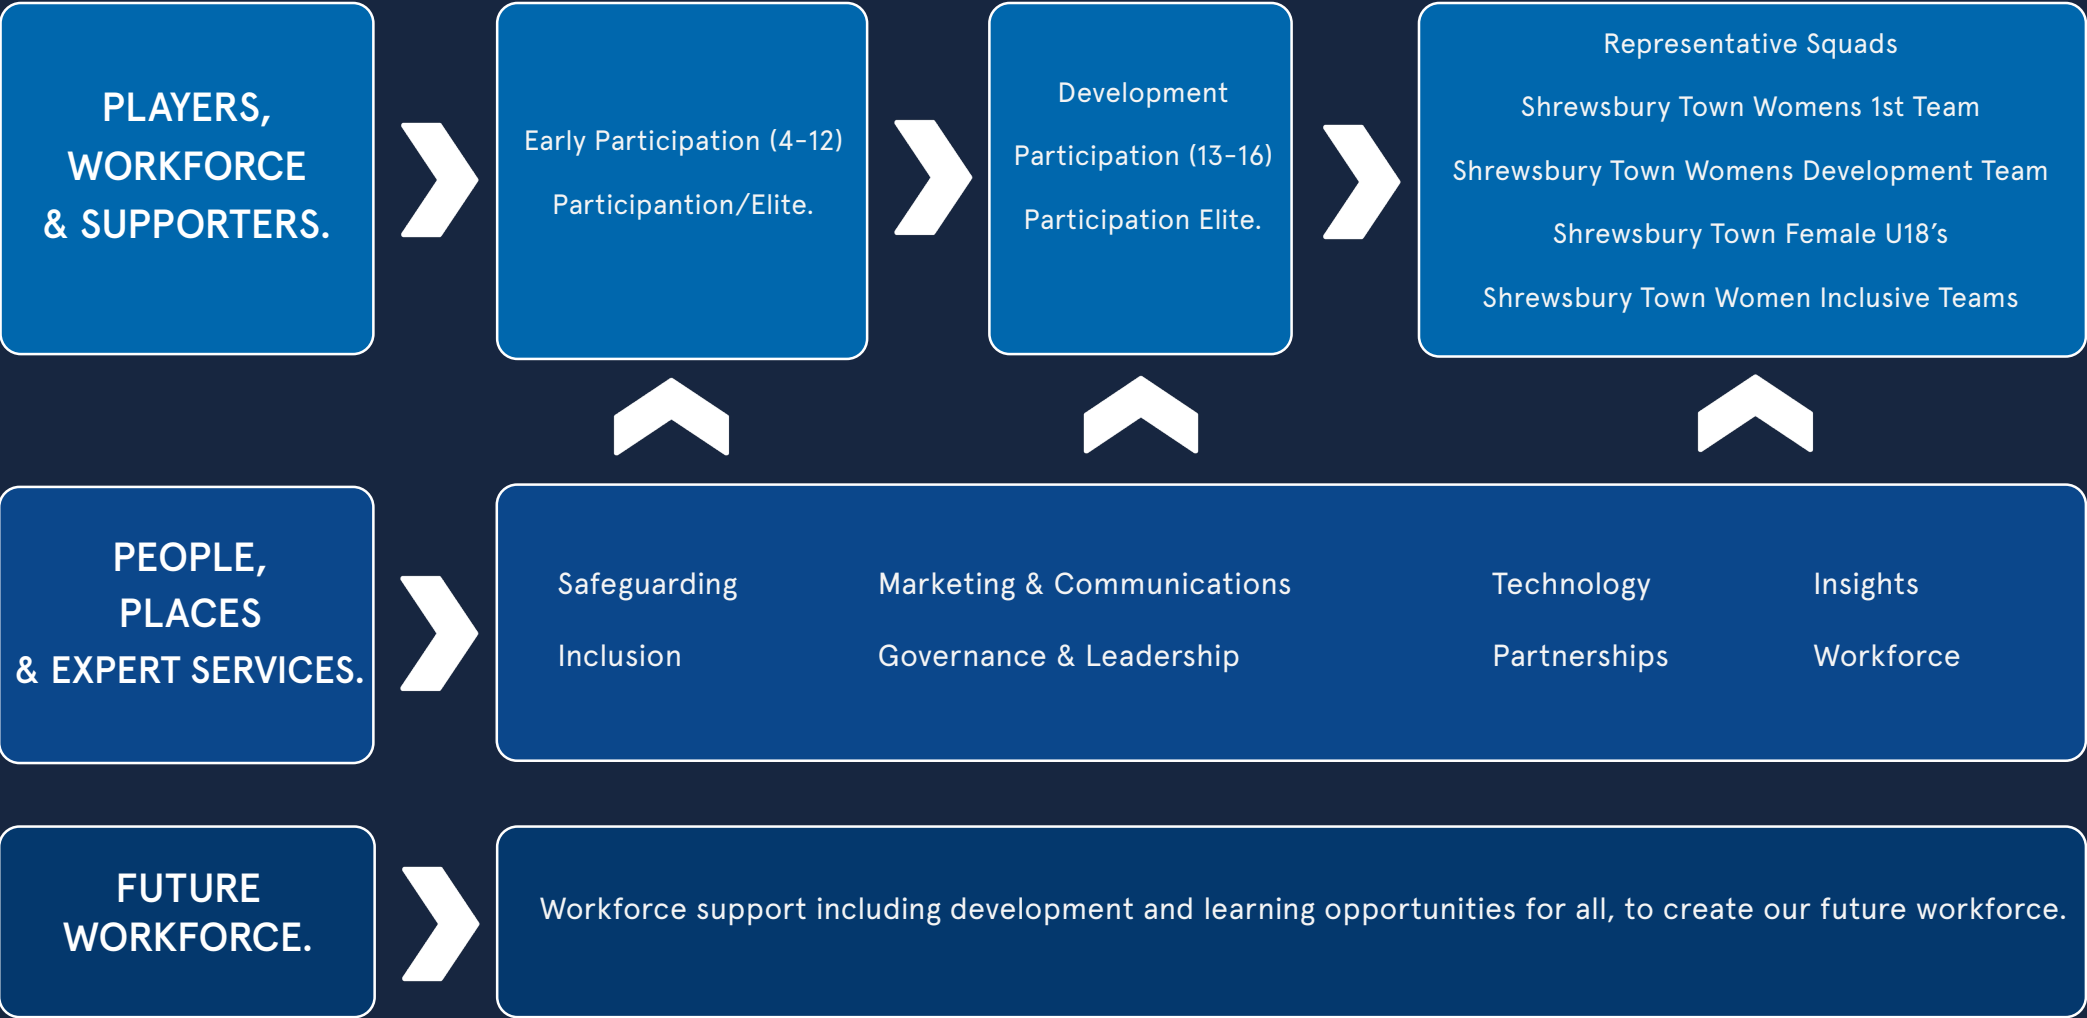 PLAYERS,
WORKFORCE
& SUPPORTERS.
Early Participation (4-12)
Participantion/Elite.
Development
Participation (13-16)
Participation Elite.
Representative Squads
Shrewsbury Town Womens 1st Team
Shrewsbury Town Womens Development Team
Shrewsbury Town Female U18’s
Shrewsbury Town Women Inclusive Teams
PEOPLE,
PLACES
& EXPERT SERVICES.
Safeguarding Marketing & Communications Technology Insights
Inclusion Governance & Leadership Partnerships Workforce
FUTURE
WORKFORCE.
Workforce support including development and learning opportunities for all, to create our future workforce.